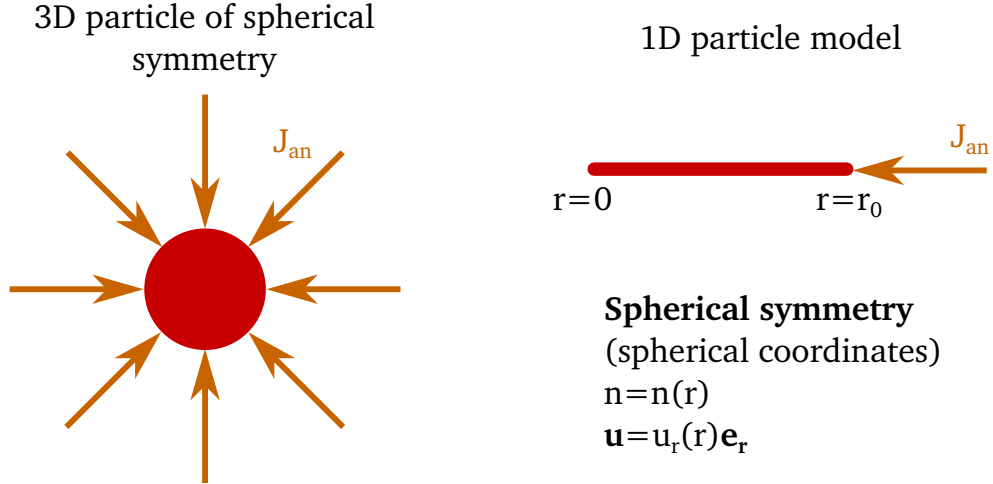 3D particle of spherical
symmetry
J_an
1D particle model
J_an
r=0
r=r_0
Spherical symmetry
(spherical coordinates)
n=n(r)
u=u_r(r)e_r